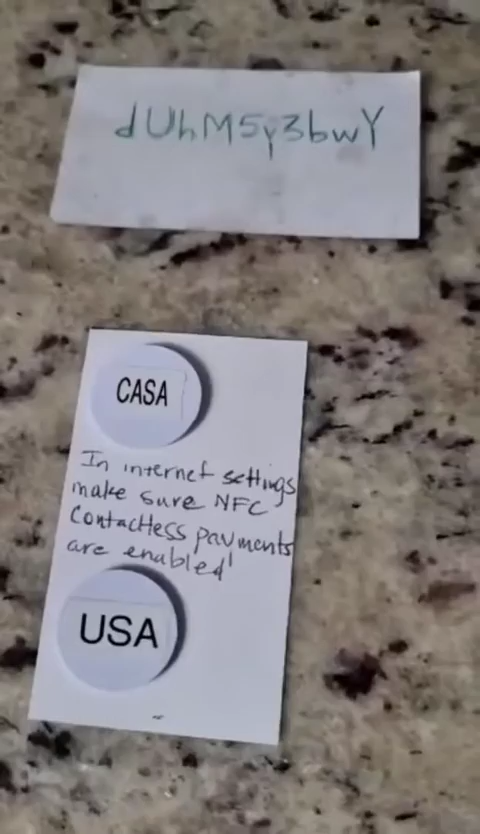 dUhM5y3bwY
CASA
In internet settings
make sure NFC
Contactless payments
are enabled
USA